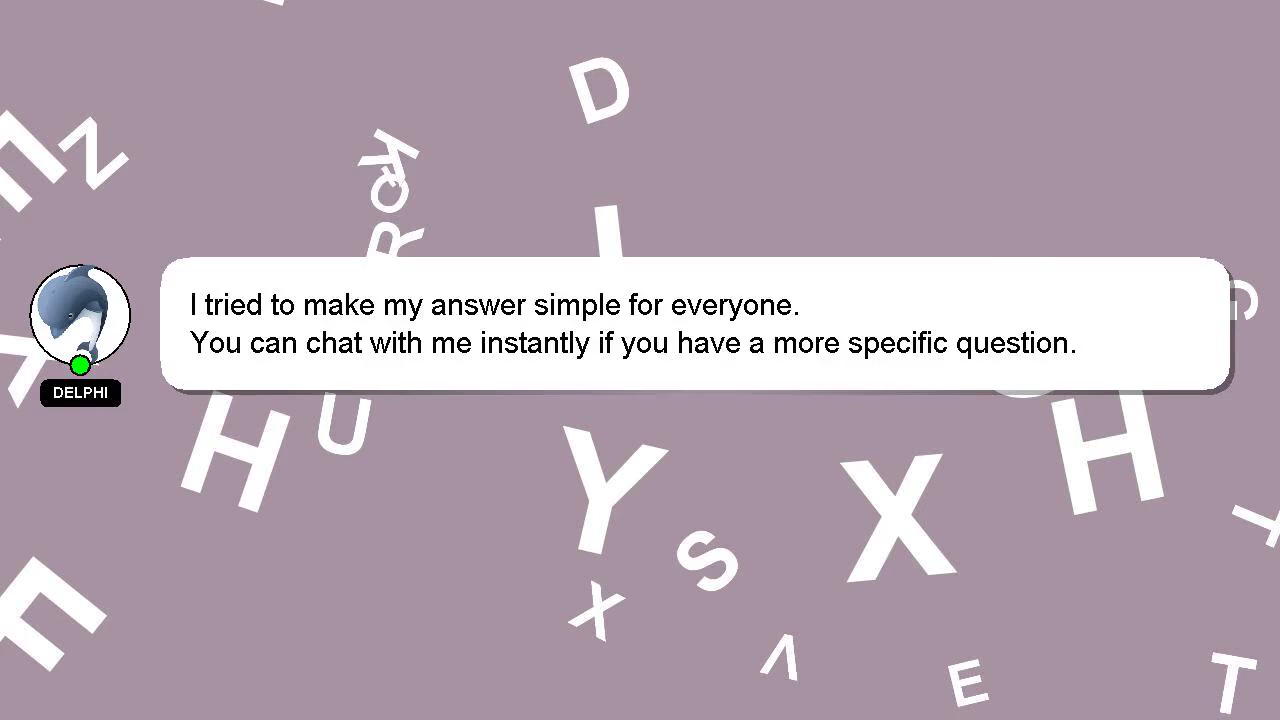 I tried to make my answer simple for everyone.
You can chat with me instantly if you have a more specific question.
DELPHI
D
Z
K
R
H
U
Y
X
H
S
X
V
E
T